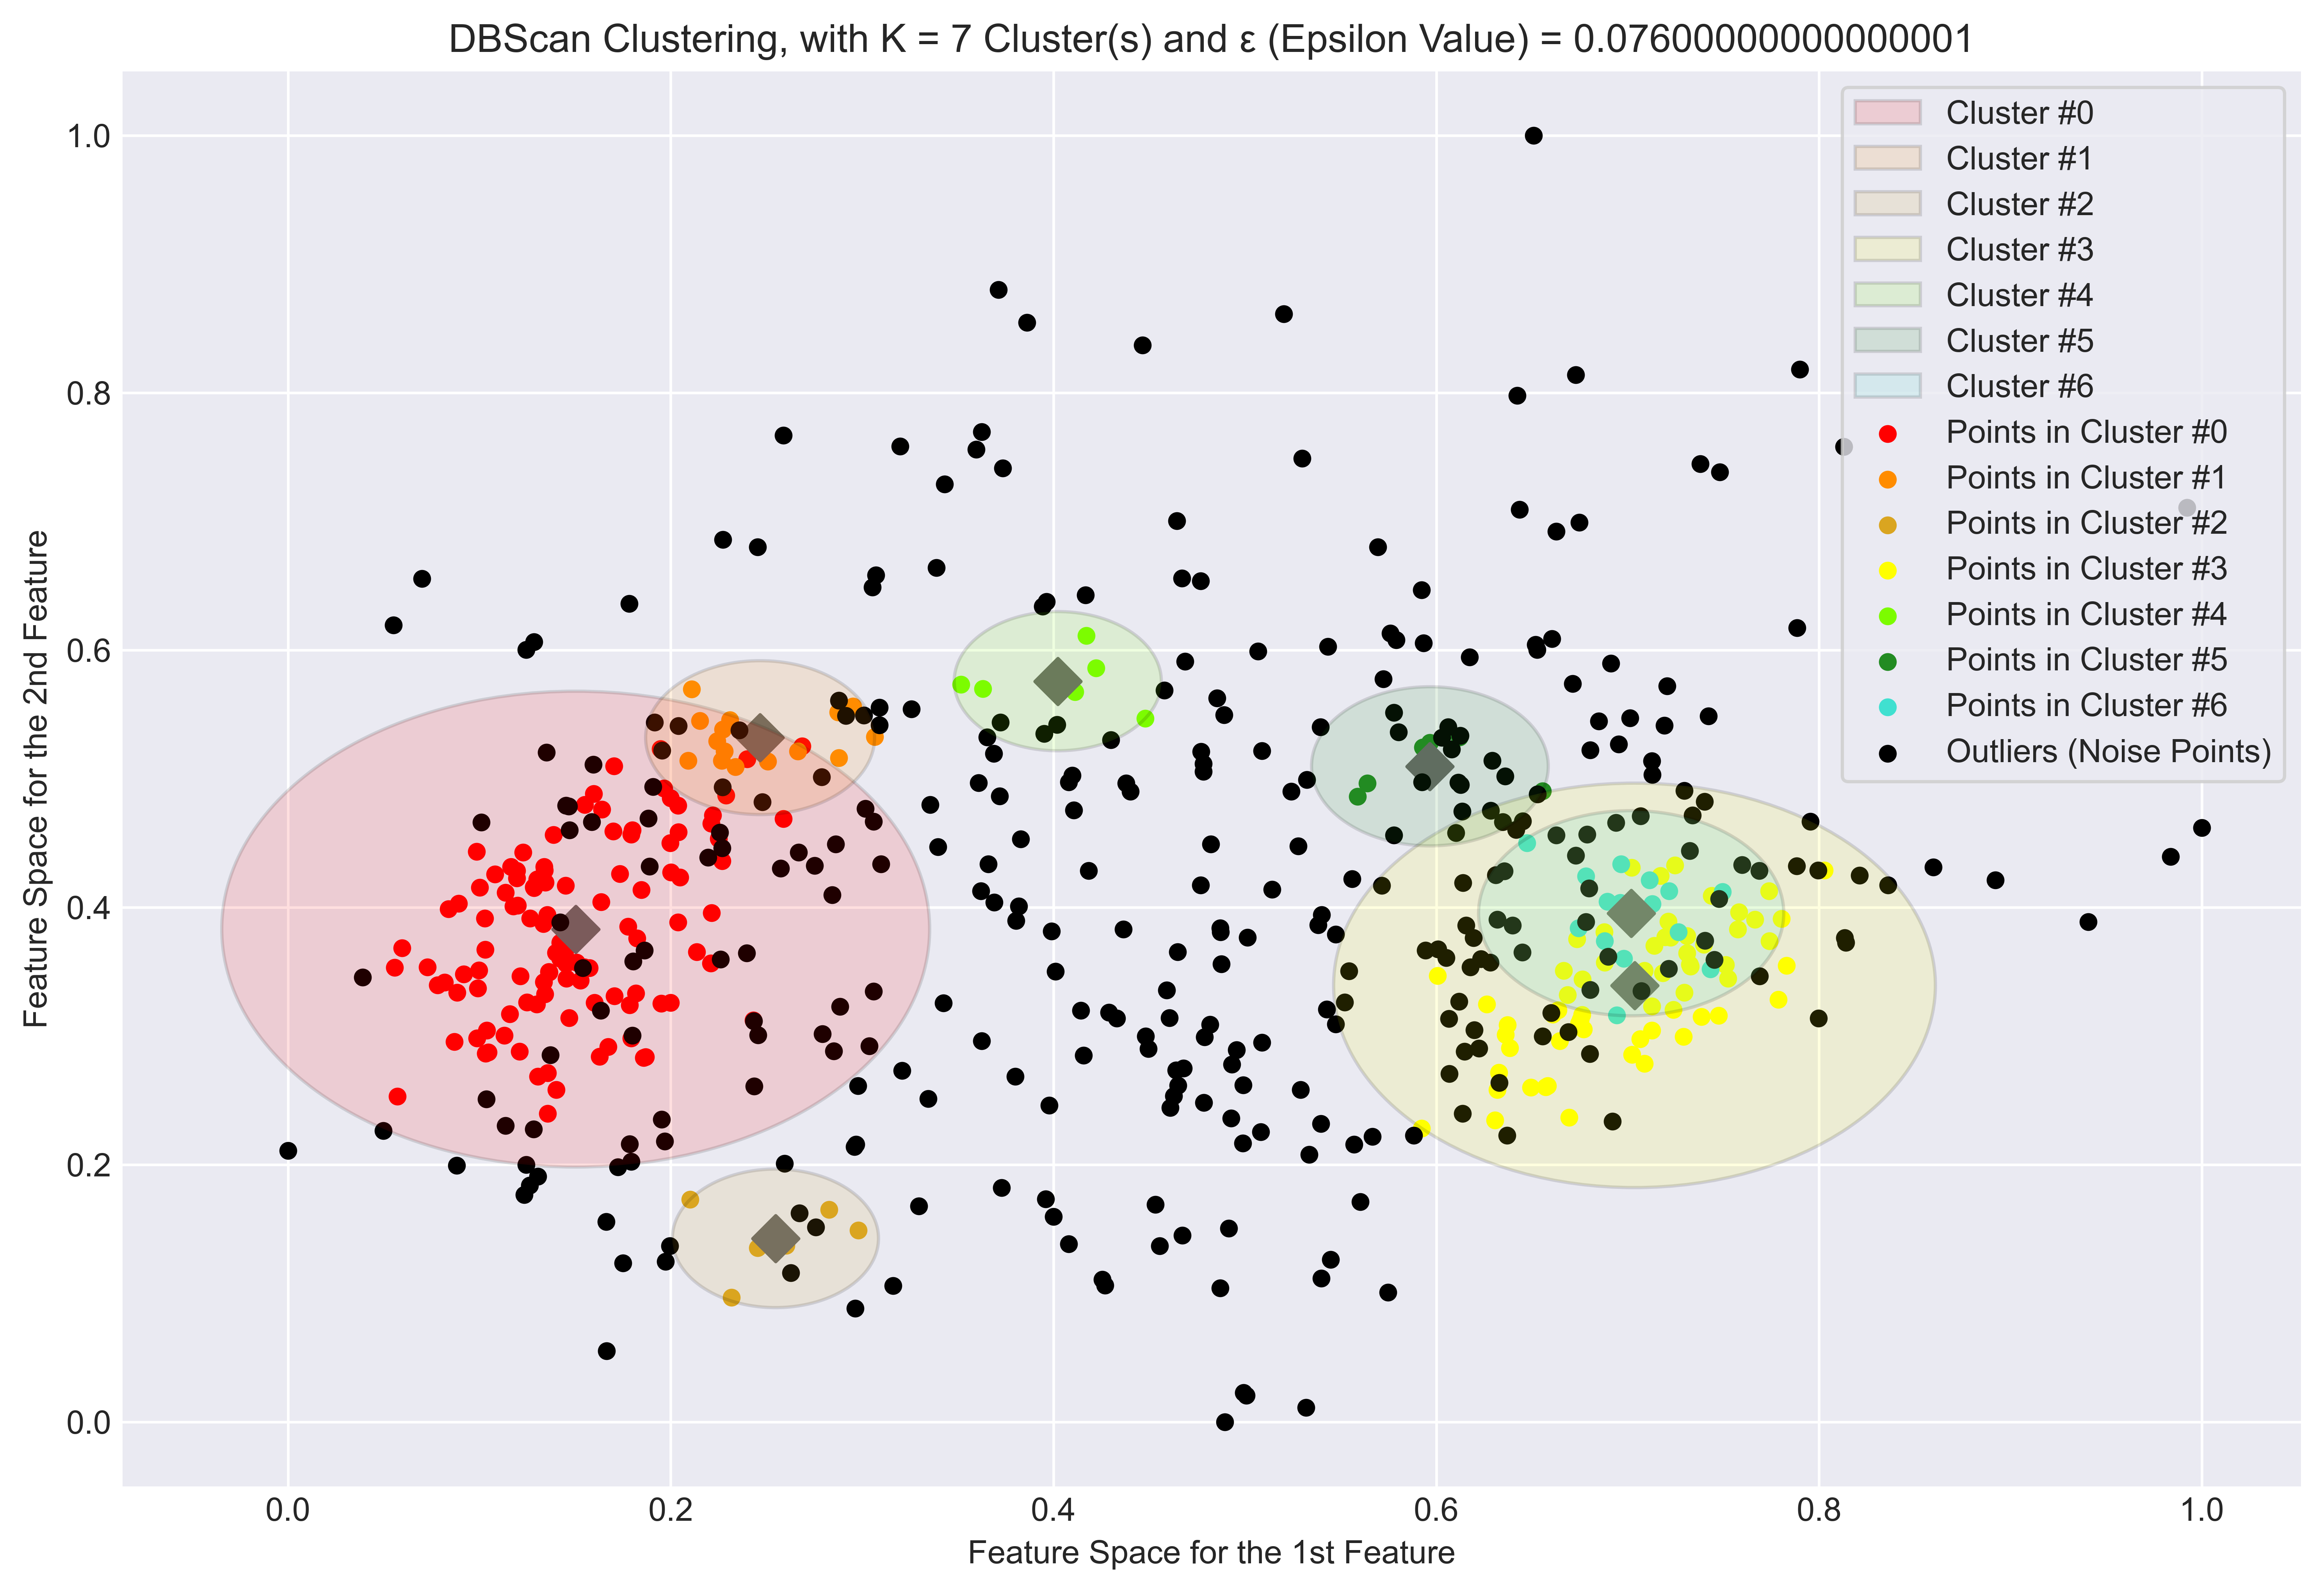 DBScan Clustering, with K = 7 Cluster(s) and ε (Epsilon Value) = 0.07600000000000001
Cluster #0
Cluster #1
Cluster #2
Cluster #3
Cluster #4
Cluster #5
Cluster #6
Points in Cluster #0
Points in Cluster #1
Points in Cluster #2
Points in Cluster #3
Points in Cluster #4
Points in Cluster #5
Points in Cluster #6
Outliers (Noise Points)
Feature Space for the 2nd Feature
1.0
0.8
0.6
0.4
0.2
0.0
0.0 0.2 0.4 0.6 0.8 1.0
Feature Space for the 1st Feature